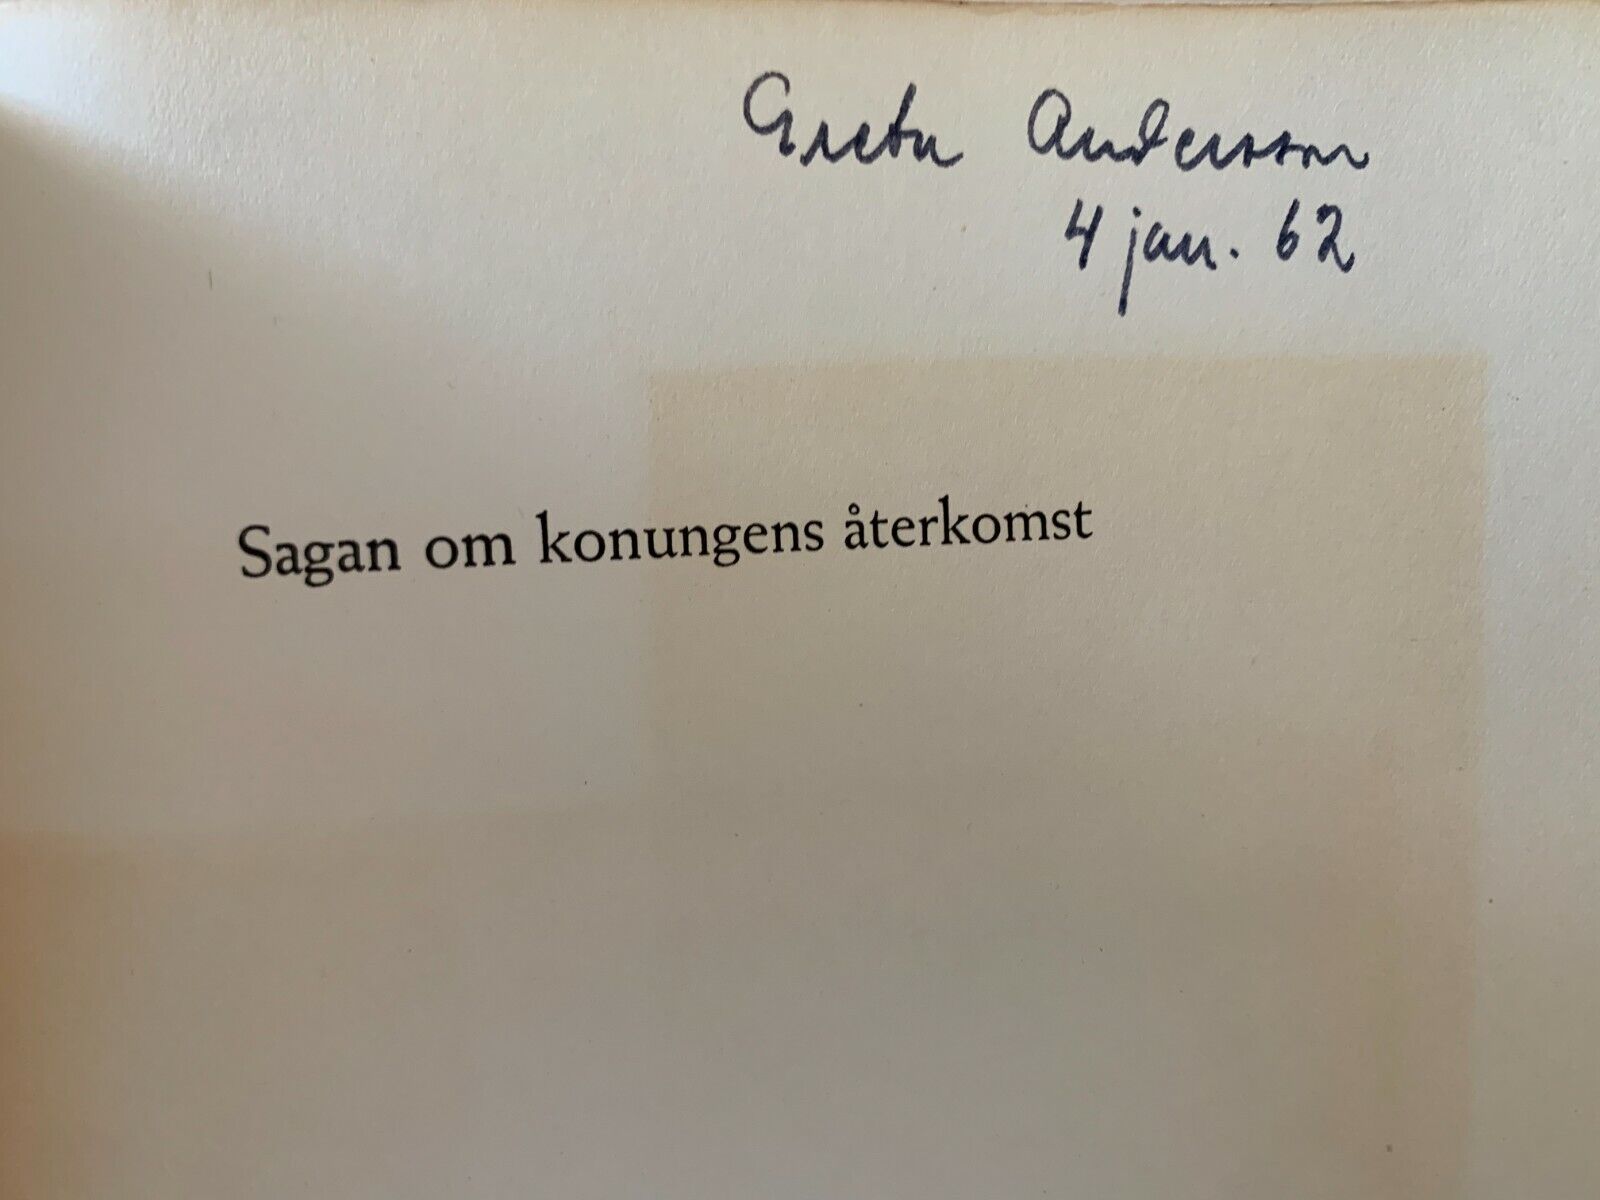 Greta Andersson
4 jan. 62
Sagan om konungens återkomst